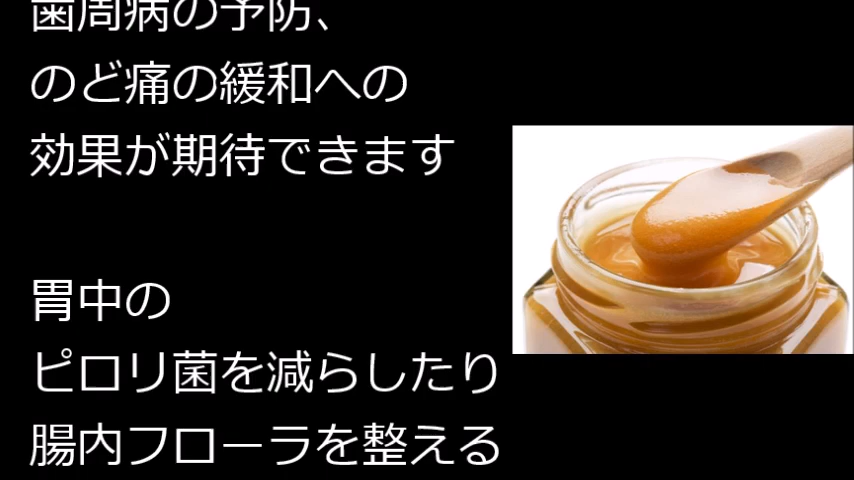 歯周病の予防、
のど痛の緩和への
効果が期待できます
胃中の
ピロリ菌を減らしたり
腸内フローラを整える